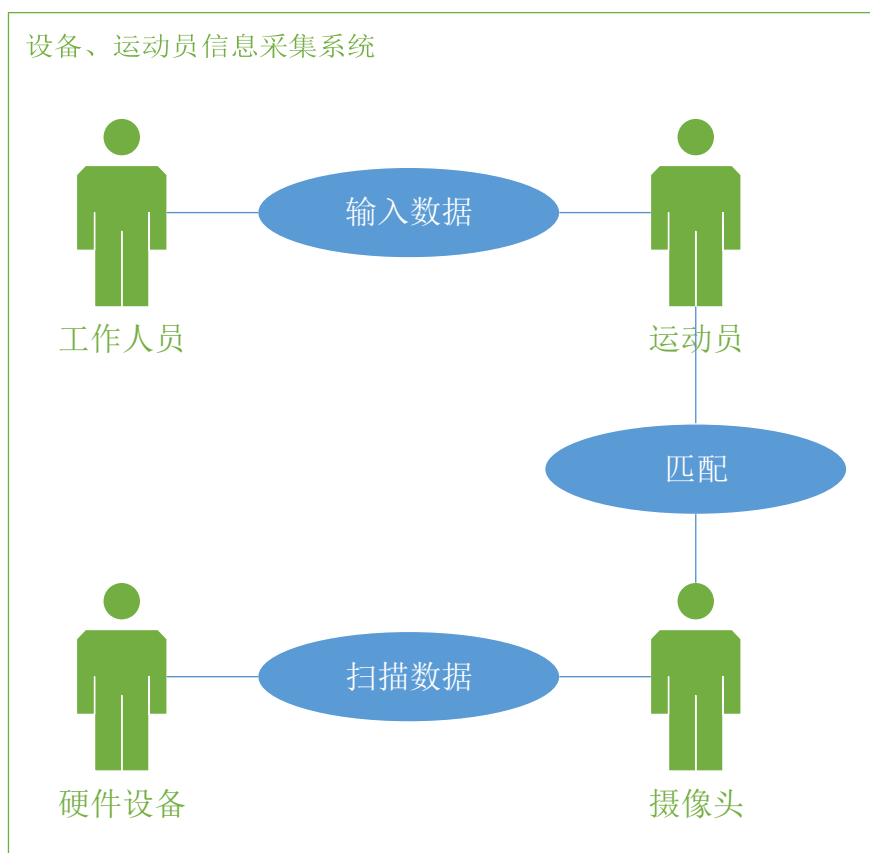 设备、运动员信息采集系统
输入数据
工作人员
运动员
匹配
扫描数据
硬件设备
摄像头